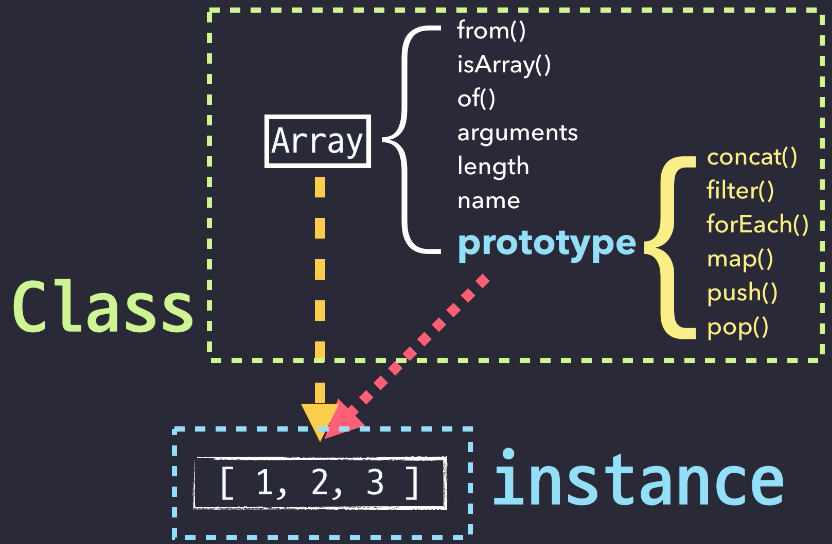 from()
isArray()
of()
Array
arguments
length
name
prototype
concat()
filter()
forEach()
map()
push()
pop()
Class
[ 1, 2, 3 ]
instance